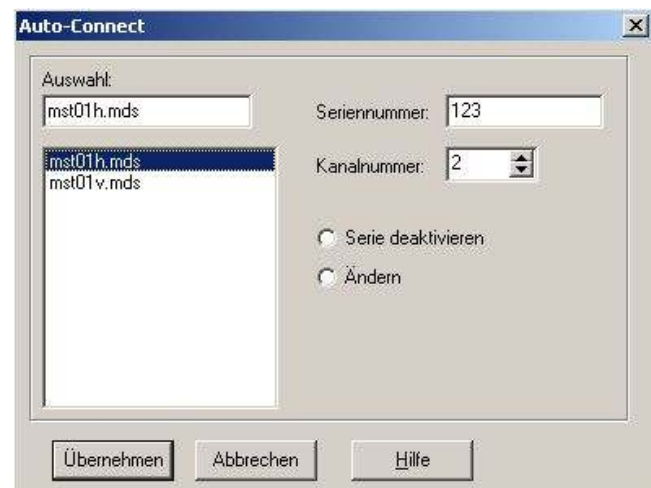 Auto-Connect
Auswahl:
mst01h.mds
mst01h.mds
mst01v.mds
Seriennummer: 123
Kanalnummer: 2
Serie deaktivieren
Ändern
Übernehmen Abbrechen Hilfe